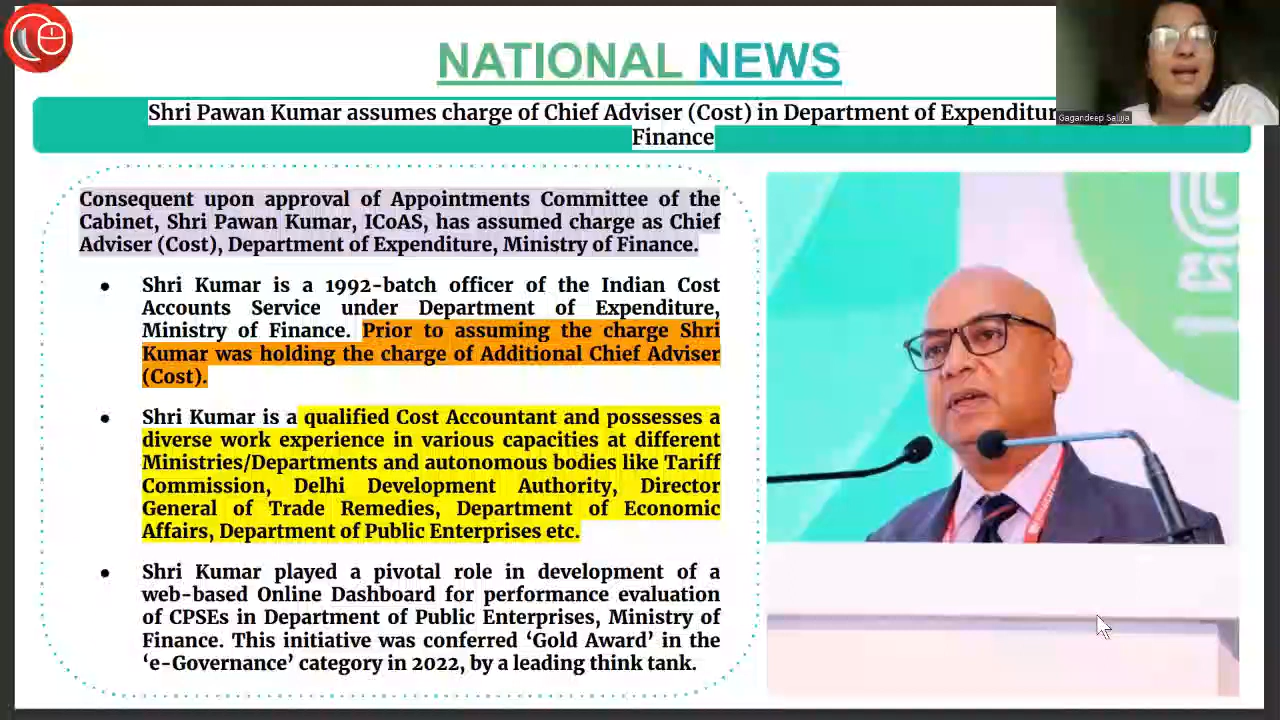 NATIONAL NEWS
Shri Pawan Kumar assumes charge of Chief Adviser (Cost) in Department of Expenditur
Finance
Gagandeep Saluja
Consequent upon approval of Appointments Committee of the
Cabinet, Shri Pawan Kumar, ICoAS, has assumed charge as Chief
Adviser (Cost), Department of Expenditure, Ministry of Finance.
● Shri Kumar is a 1992-batch officer of the Indian Cost
Accounts Service under Department of Expenditure,
Ministry of Finance. Prior to assuming the charge Shri
Kumar was holding the charge of Additional Chief Adviser
(Cost).
● Shri Kumar is a qualified Cost Accountant and possesses a
diverse work experience in various capacities at different
Ministries/Departments and autonomous bodies like Tariff
Commission, Delhi Development Authority, Director
General of Trade Remedies, Department of Economic
Affairs, Department of Public Enterprises etc.
● Shri Kumar played a pivotal role in development of a
web-based Online Dashboard for performance evaluation
of CPSEs in Department of Public Enterprises, Ministry of
Finance. This initiative was conferred ‘Gold Award’ in the
‘e-Governance’ category in 2022, by a leading think tank.